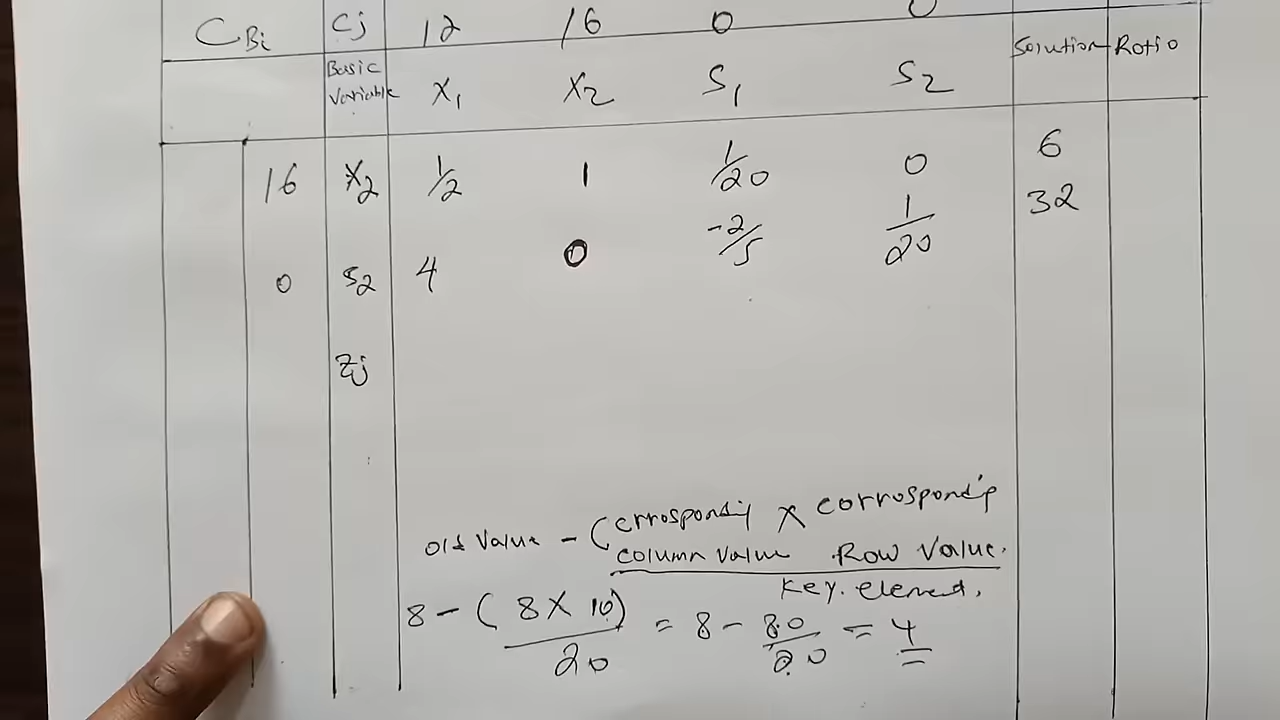 CBi Cj 12 16 0 0
Basic Variable X1 X2 S1 S2 Solution Ratio
16 X2 1/2 1 1/20 0 6
0 S2 4 0 -2/5 1/20 32
Zj
Old Value - (crrospondig X corrospondip
column value Row Value.
Key. element.
8 - (8 X 10) = 8 - 80 = 4
20 20